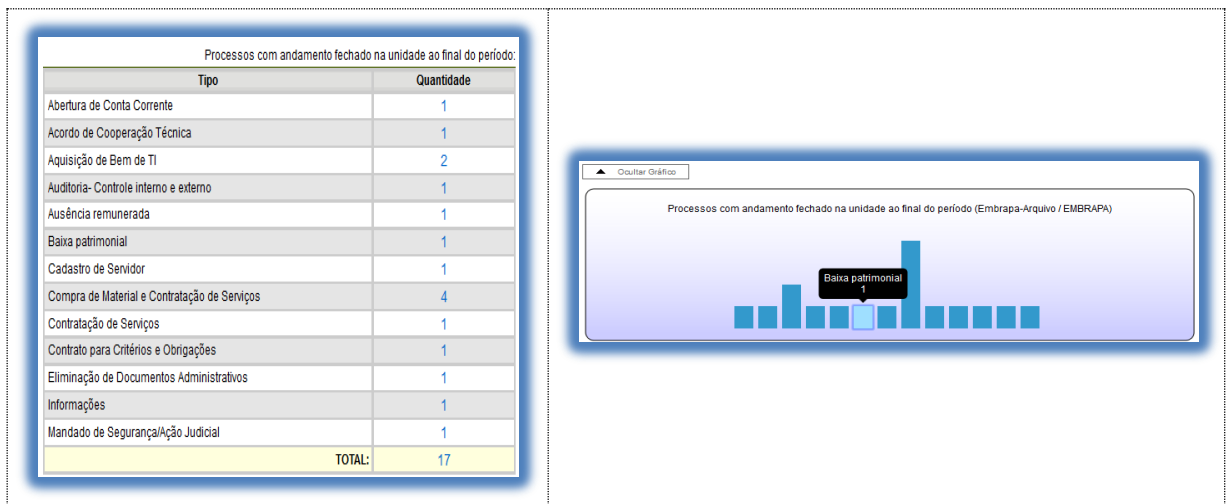 Processos com andamento fechado na unidade ao final do período:
Tipo Quantidade
Abertura de Conta Corrente 1
Acordo de Cooperação Técnica 1
Aquisição de Bem de TI 2
Auditoria- Controle interno e externo 1
Ausência remunerada 1
Baixa patrimonial 1
Cadastro de Servidor 1
Compra de Material e Contratação de Serviços 4
Contratação de Serviços 1
Contrato para Critérios e Obrigações 1
Eliminação de Documentos Administrativos 1
Informações 1
Mandado de Segurança/Ação Judicial 1
TOTAL: 17
Ocultar Gráfico
Processos com andamento fechado na unidade ao final do período (Embrapa-Arquivo / EMBRAPA)
Baixa patrimonial
1